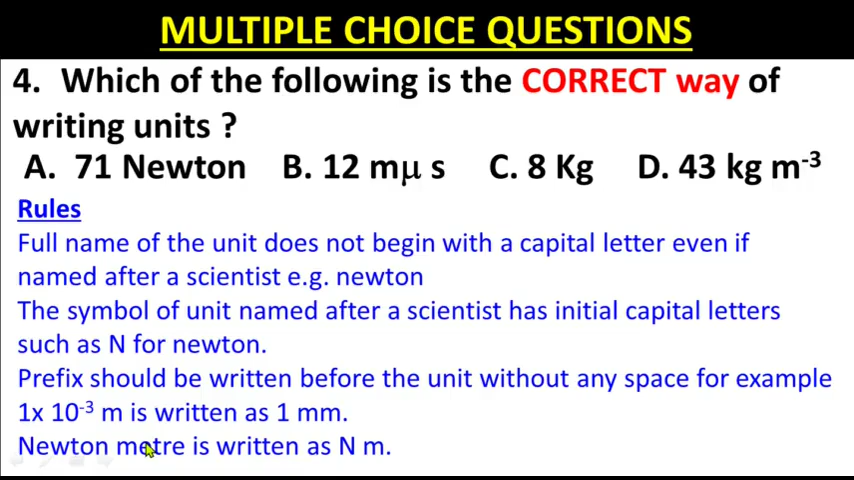 MULTIPLE CHOICE QUESTIONS
4. Which of the following is the CORRECT way of
writing units ?
A. 71 Newton B. 12 mμ s C. 8 Kg D. 43 kg m⁻³
Rules
Full name of the unit does not begin with a capital letter even if
named after a scientist e.g. newton
The symbol of unit named after a scientist has initial capital letters
such as N for newton.
Prefix should be written before the unit without any space for example
1x 10⁻³ m is written as 1 mm.
Newton metre is written as N m.